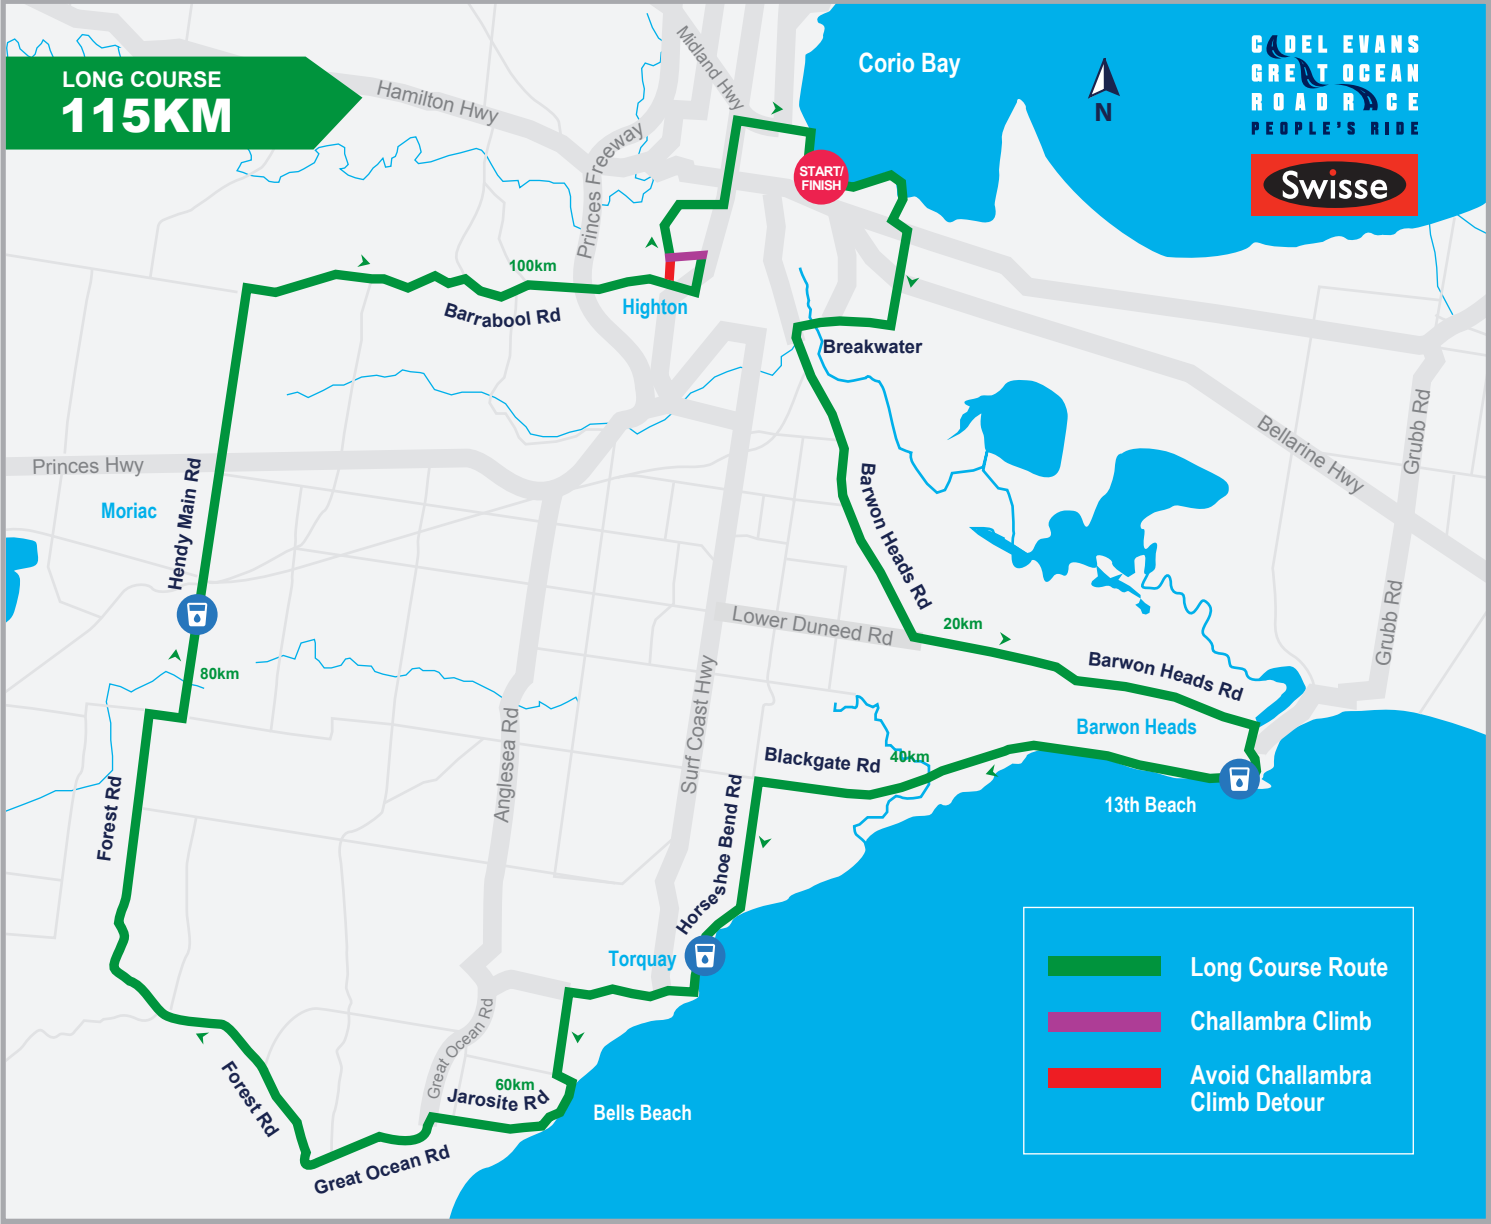 LONG COURSE
115KM
Hamilton Hwy
Midland Hwy
Princes Freeway
Corio Bay
N
CADEL EVANS
GREAT OCEAN
ROAD RACE
PEOPLE'S RIDE
Swisse
START/
FINISH
100km
Barrabool Rd
Highton
Breakwater
Princes Hwy
Moriac
Hendy Main Rd
Barwon Heads Rd
Bellarine Hwy
Grubb Rd
Grubb Rd
Lower Duneed Rd
20km
Barwon Heads Rd
80km
Barwon Heads
Anglesea Rd
Surf Coast Hwy
Blackgate Rd
40km
13th Beach
Forest Rd
Horseshoe Bend Rd
Torquay
Great Ocean Rd
60km
Jarosite Rd
Bells Beach
Forest Rd
Great Ocean Rd
Long Course Route
Challambra Climb
Avoid Challambra
Climb Detour